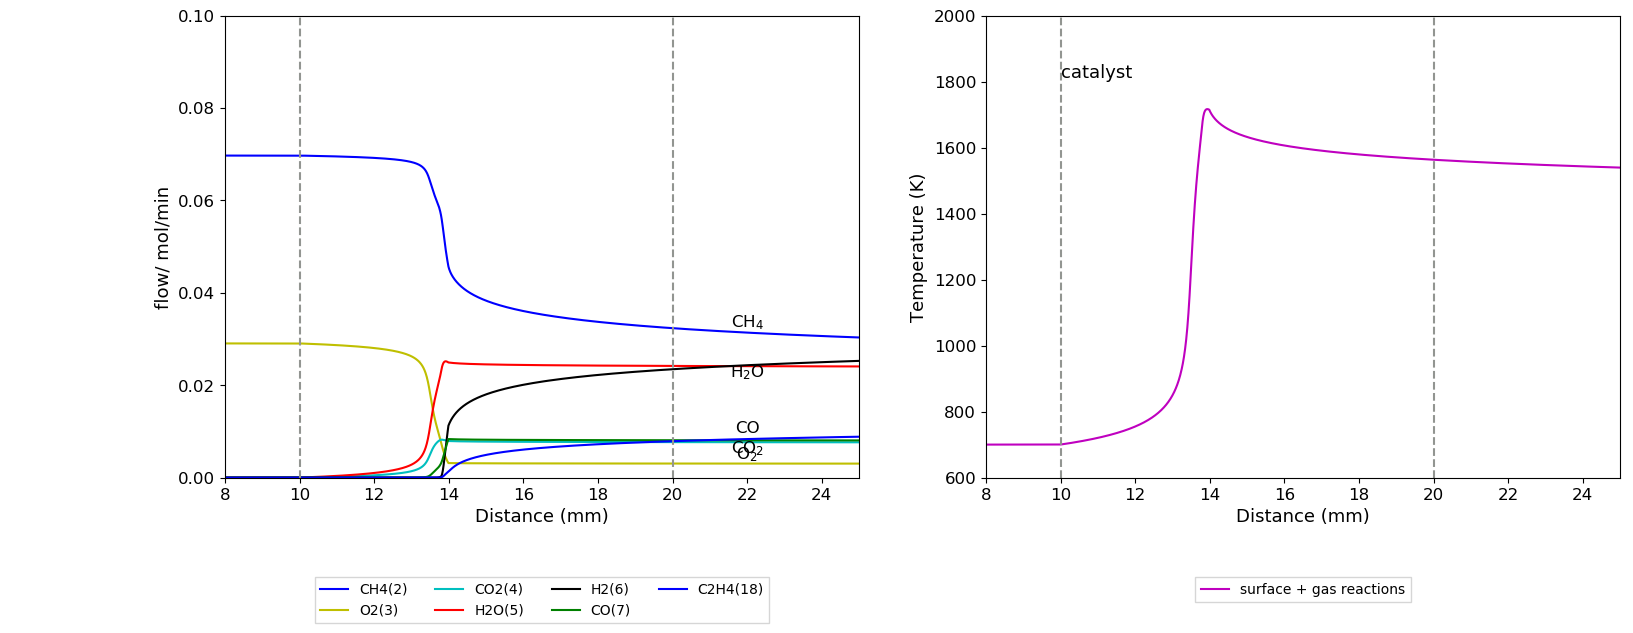 0.10
0.08
0.06
0.04
0.02
0.00
flow/ mol/min
CH₄
H₂O
CO
CO₂
O₂
8 10 12 14 16 18 20 22 24
Distance (mm)
CH4(2) CO2(4) H2(6) C2H4(18)
O2(3) H2O(5) CO(7)
2000
1800
1600
1400
1200
1000
800
600
Temperature (K)
catalyst
8 10 12 14 16 18 20 22 24
Distance (mm)
surface + gas reactions